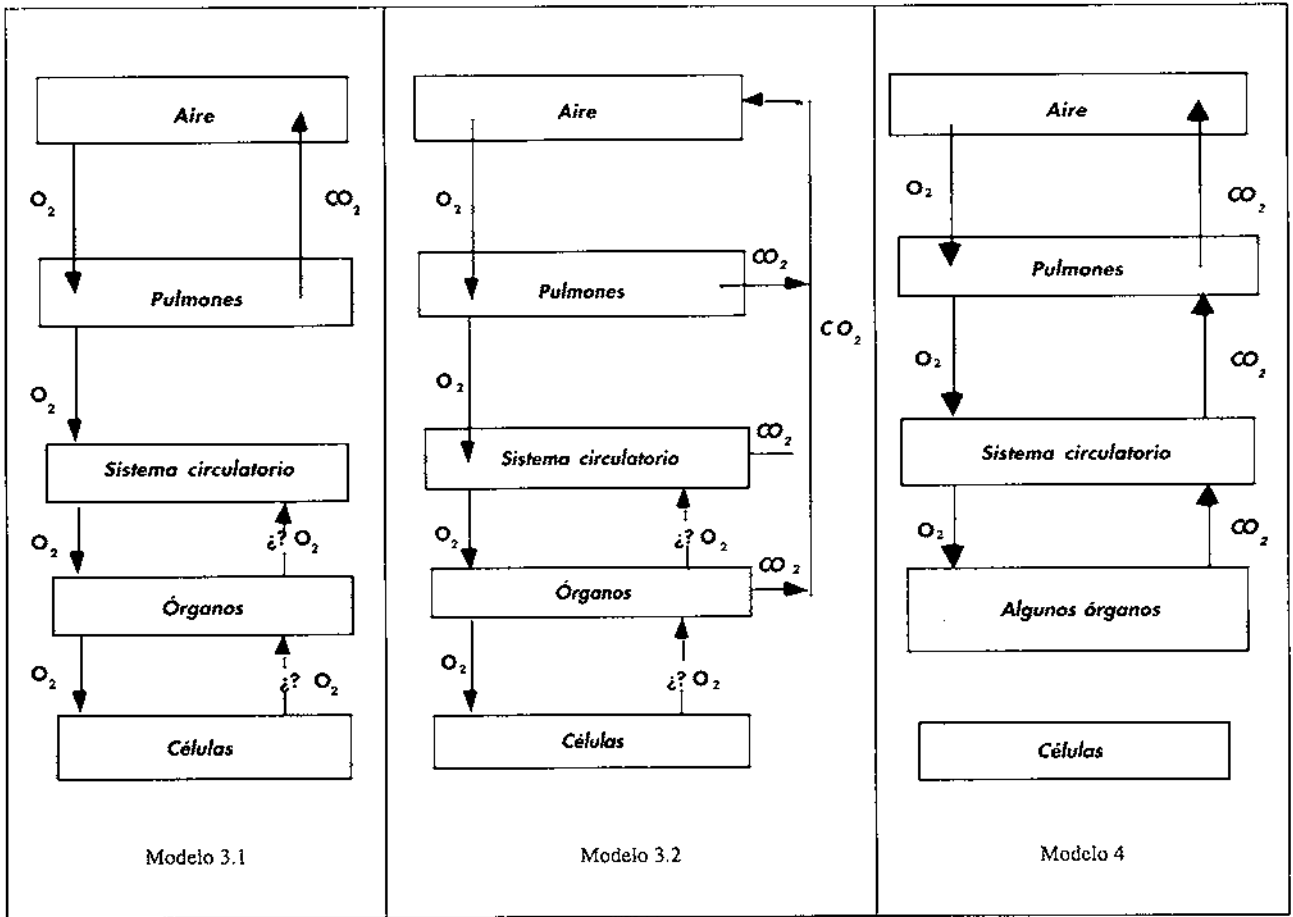 Aire
O₂
CO₂
Pulmones
O₂
Sistema circulatorio
O₂
¿? O₂
Órganos
O₂
¿? O₂
Células
Modelo 3.1
Aire
O₂
CO₂
Pulmones
CO₂
O₂
CO₂
Sistema circulatorio
O₂
¿? O₂
CO₂
Órganos
O₂
¿? O₂
Células
Modelo 3.2
Aire
O₂
CO₂
Pulmones
O₂
CO₂
Sistema circulatorio
O₂
CO₂
Algunos órganos
Células
Modelo 4